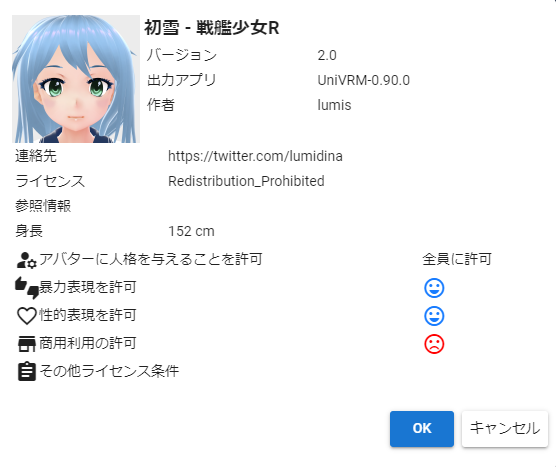 初雪 - 戦艦少女R
バージョン 2.0
出力アプリ UniVRM-0.90.0
作者 lumis
連絡先 https://twitter.com/lumidina
ライセンス Redistribution_Prohibited
参照情報
身長 152 cm
アバターに人格を与えることを許可 全員に許可
暴力表現を許可
性的表現を許可
商用利用の許可
その他ライセンス条件
OK キャンセル